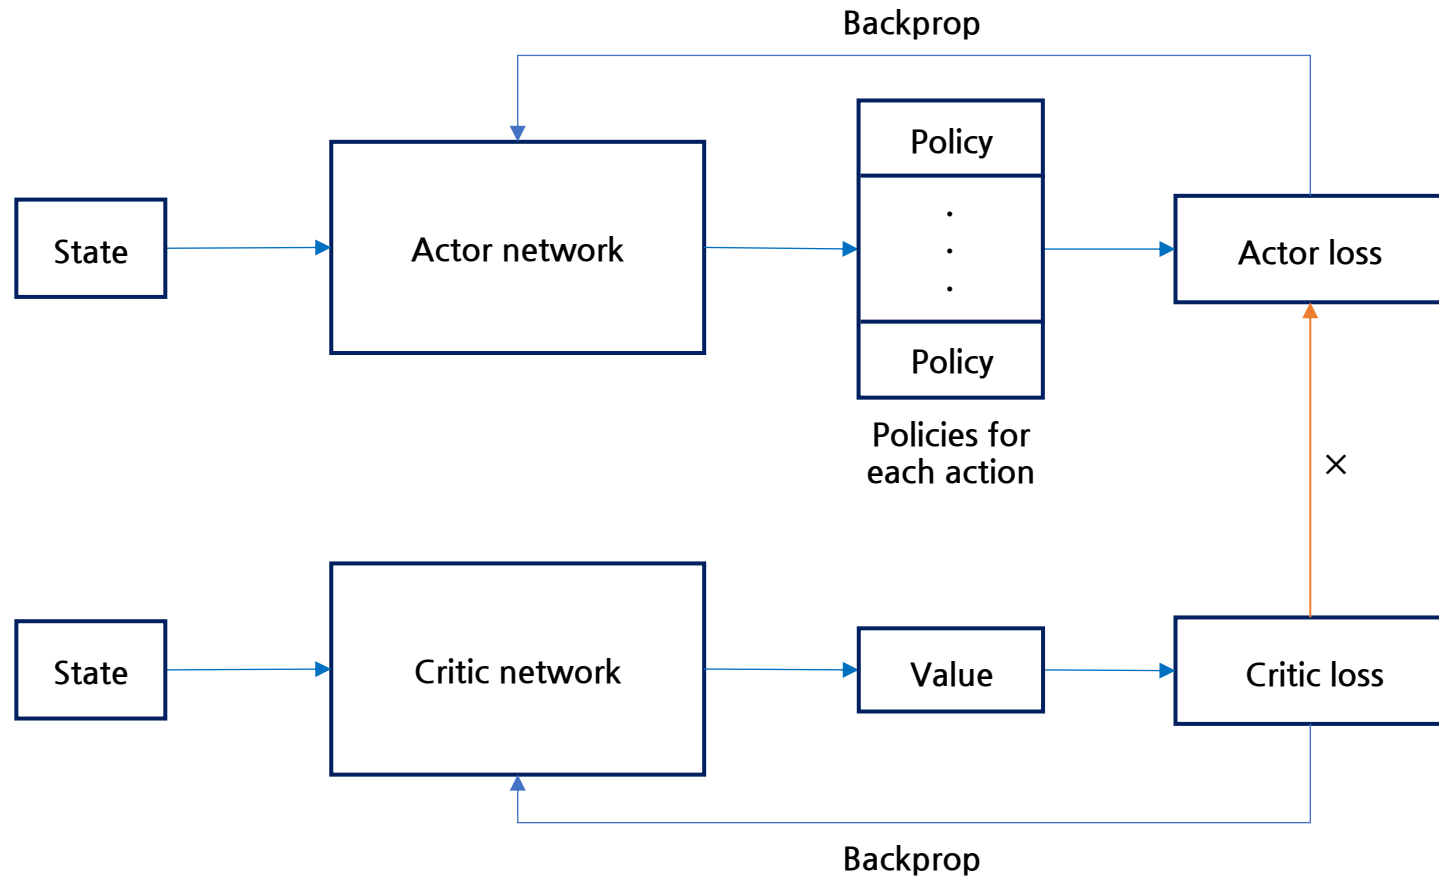 Backprop
Policy
State
Actor network
.
.
.
Actor loss
Policy
Policies for
each action
×
State
Critic network
Value
Critic loss
Backprop